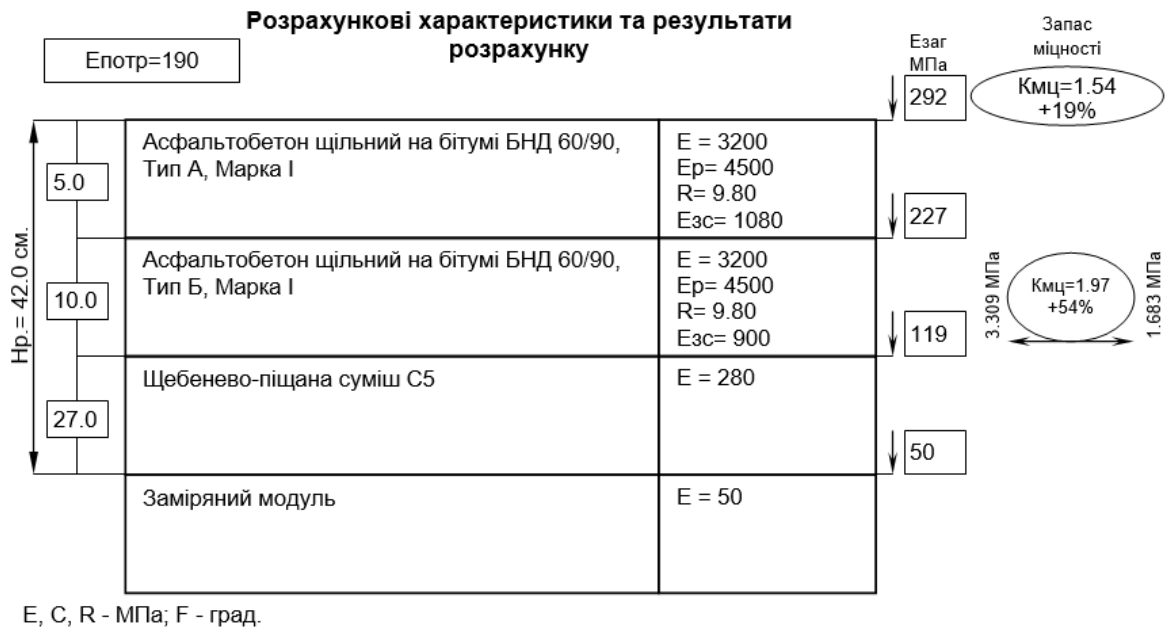 Розрахункові характеристики та результати
розрахунку
Епотр=190
Езаг
МПа
Запас
міцності
292
Кмц=1.54
+19%
Асфальтобетон щільний на бітумі БНД 60/90,
Тип А, Марка I
E = 3200
Ep= 4500
R= 9.80
Eзс= 1080
5.0
227
Асфальтобетон щільний на бітумі БНД 60/90,
Тип Б, Марка I
E = 3200
Ep= 4500
R= 9.80
Eзс= 900
10.0
119
3.309 МПа
Кмц=1.97
+54%
1.683 МПа
Нр.= 42.0 см.
Щебенево-піщана суміш С5
E = 280
27.0
50
Заміряний модуль
E = 50
E, C, R - МПа; F - град.